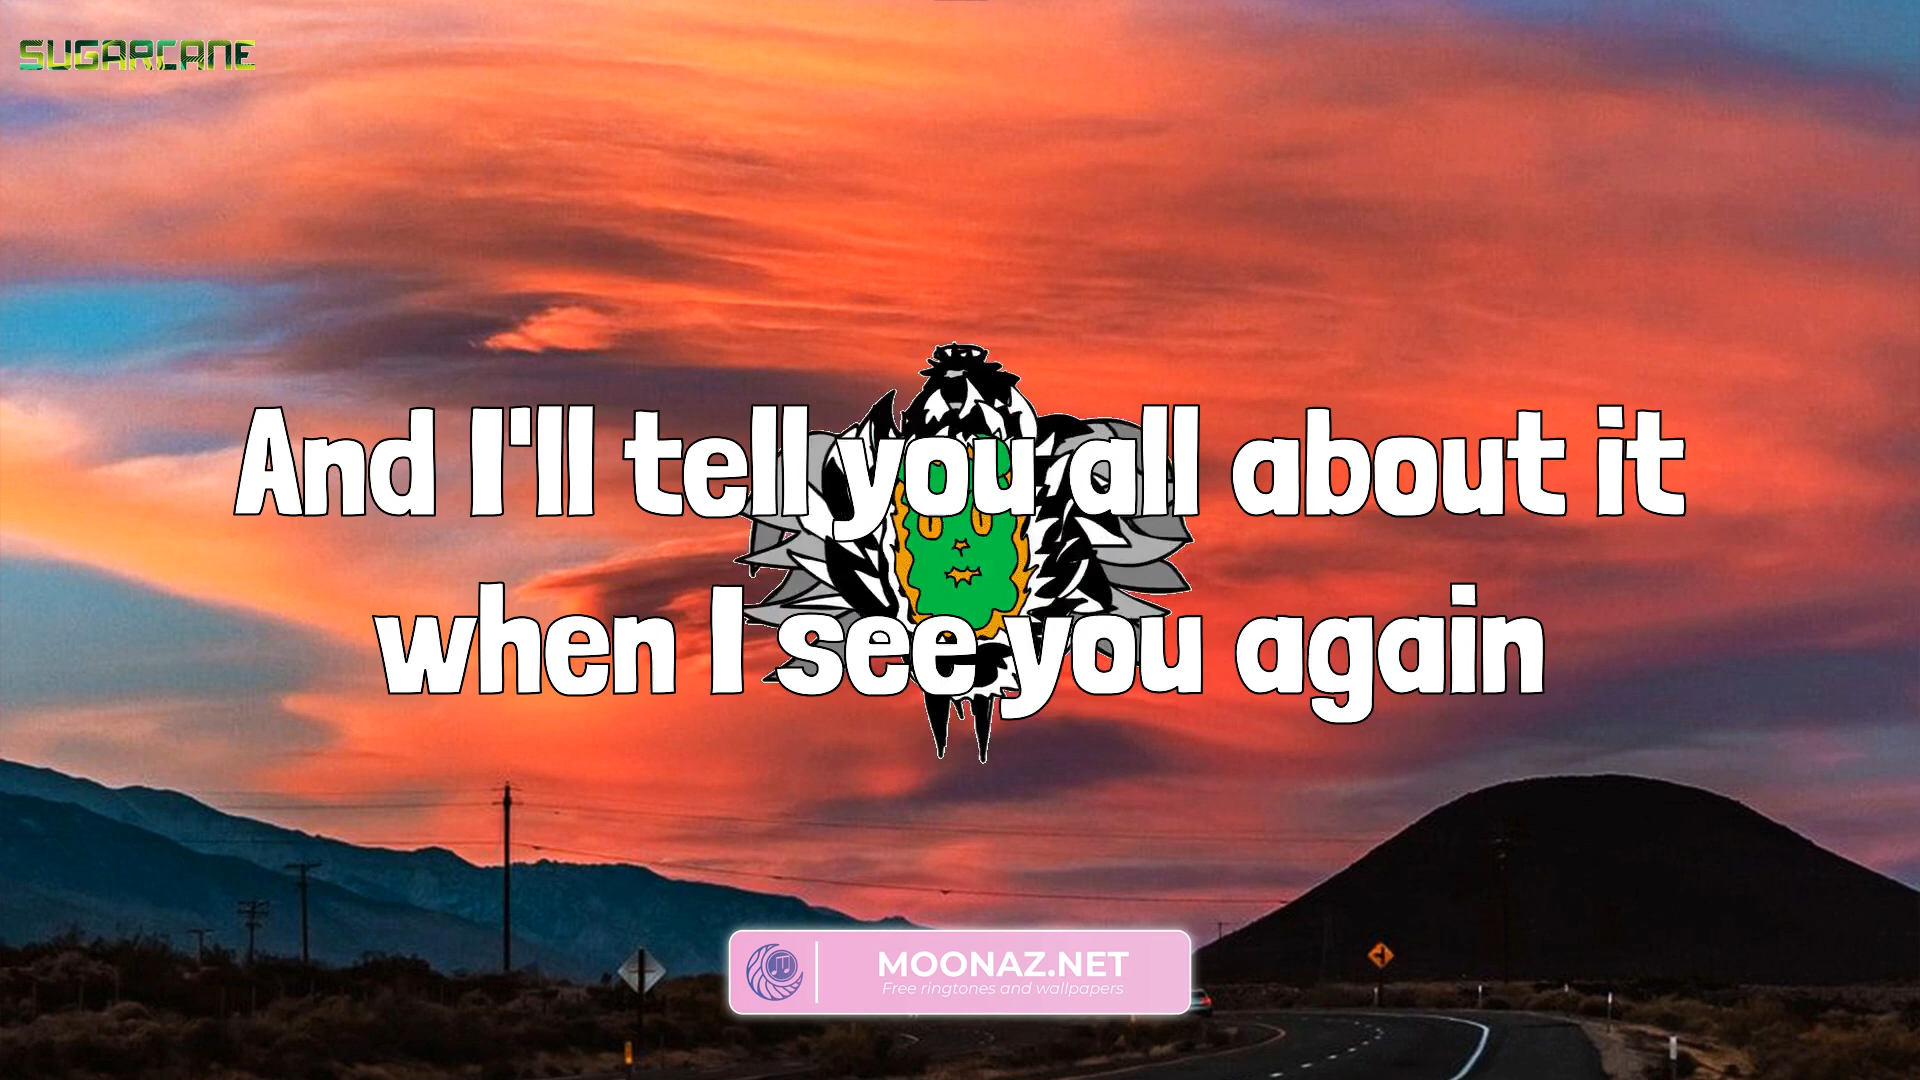 SUGARCANE
And I'll tell you all about it
when I see you again
MOONAZ.NET
Free ringtones and wallpapers